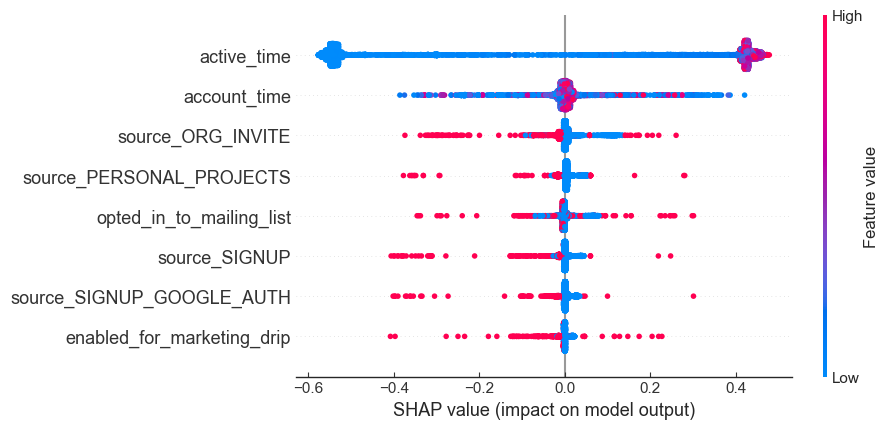 High
active_time
account_time
source_ORG_INVITE
source_PERSONAL_PROJECTS
opted_in_to_mailing_list
source_SIGNUP
source_SIGNUP_GOOGLE_AUTH
enabled_for_marketing_drip
Feature value
Low
−0.6 −0.4 −0.2 0.0 0.2 0.4
SHAP value (impact on model output)